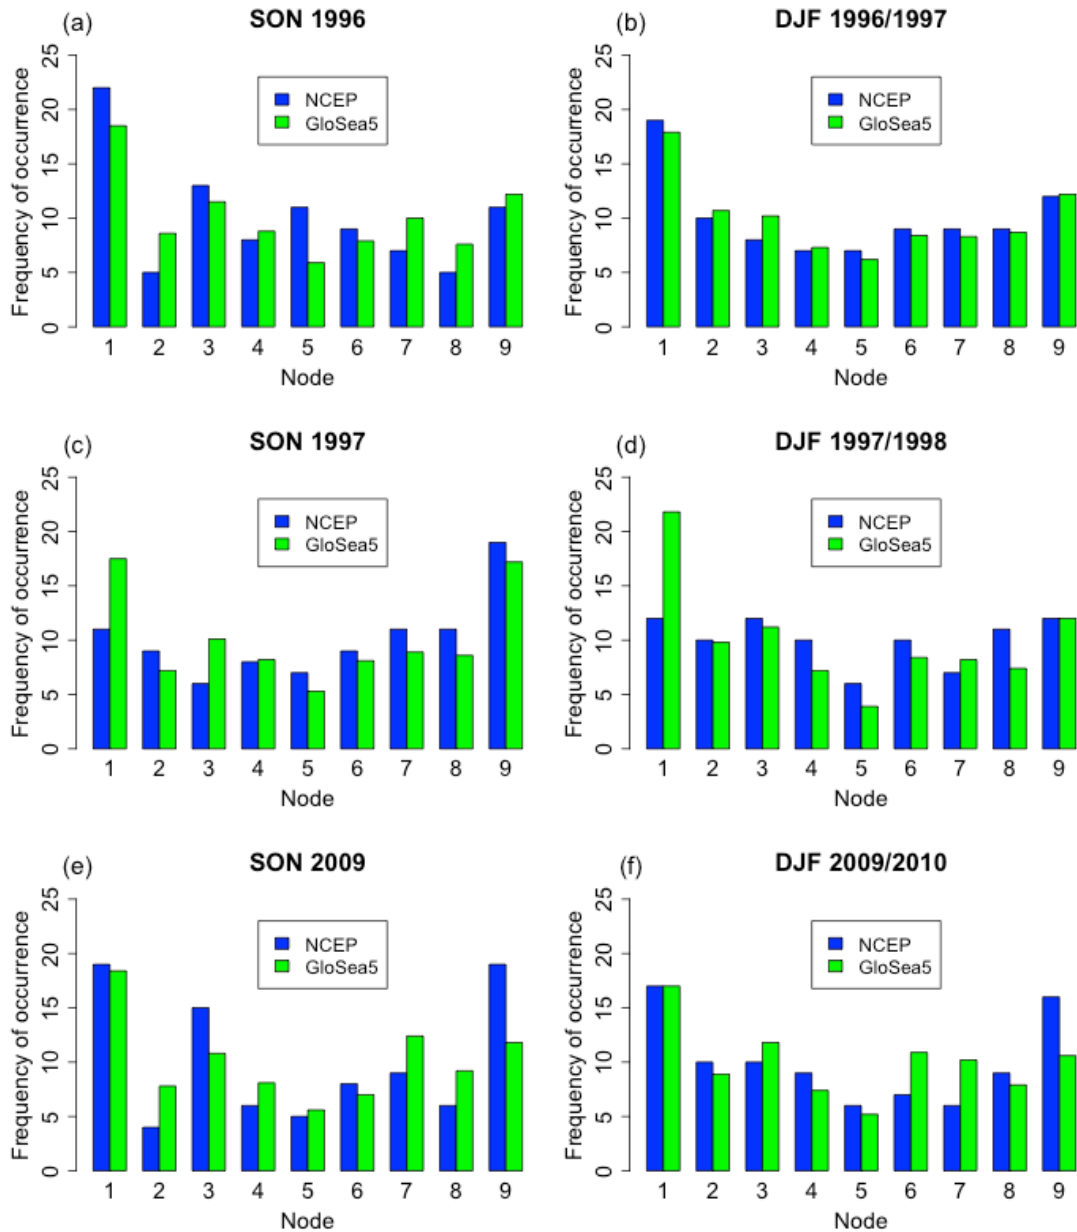 (a) SON 1996
Frequency of occurrence
0 5 10 15 20 25
NCEP
GloSea5
1 2 3 4 5 6 7 8 9
Node
(b) DJF 1996/1997
Frequency of occurrence
0 5 10 15 20 25
NCEP
GloSea5
1 2 3 4 5 6 7 8 9
Node
(c) SON 1997
Frequency of occurrence
0 5 10 15 20 25
NCEP
GloSea5
1 2 3 4 5 6 7 8 9
Node
(d) DJF 1997/1998
Frequency of occurrence
0 5 10 15 20 25
NCEP
GloSea5
1 2 3 4 5 6 7 8 9
Node
(e) SON 2009
Frequency of occurrence
0 5 10 15 20 25
NCEP
GloSea5
1 2 3 4 5 6 7 8 9
Node
(f) DJF 2009/2010
Frequency of occurrence
0 5 10 15 20 25
NCEP
GloSea5
1 2 3 4 5 6 7 8 9
Node